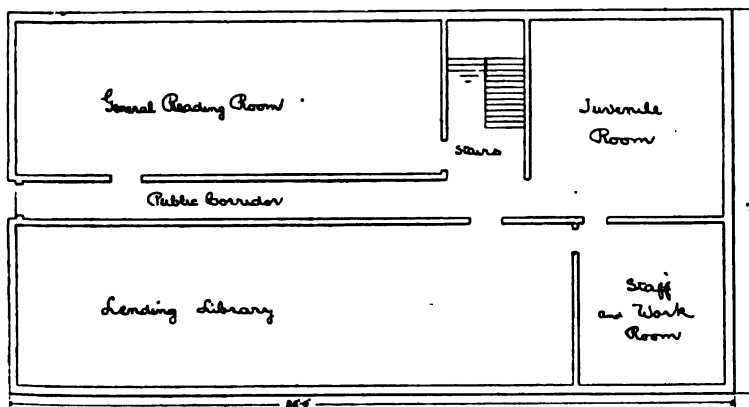 General Reading Room
Stairs
Juvenile
Room
Public Corridor
Lending Library
Staff
and Work
Room